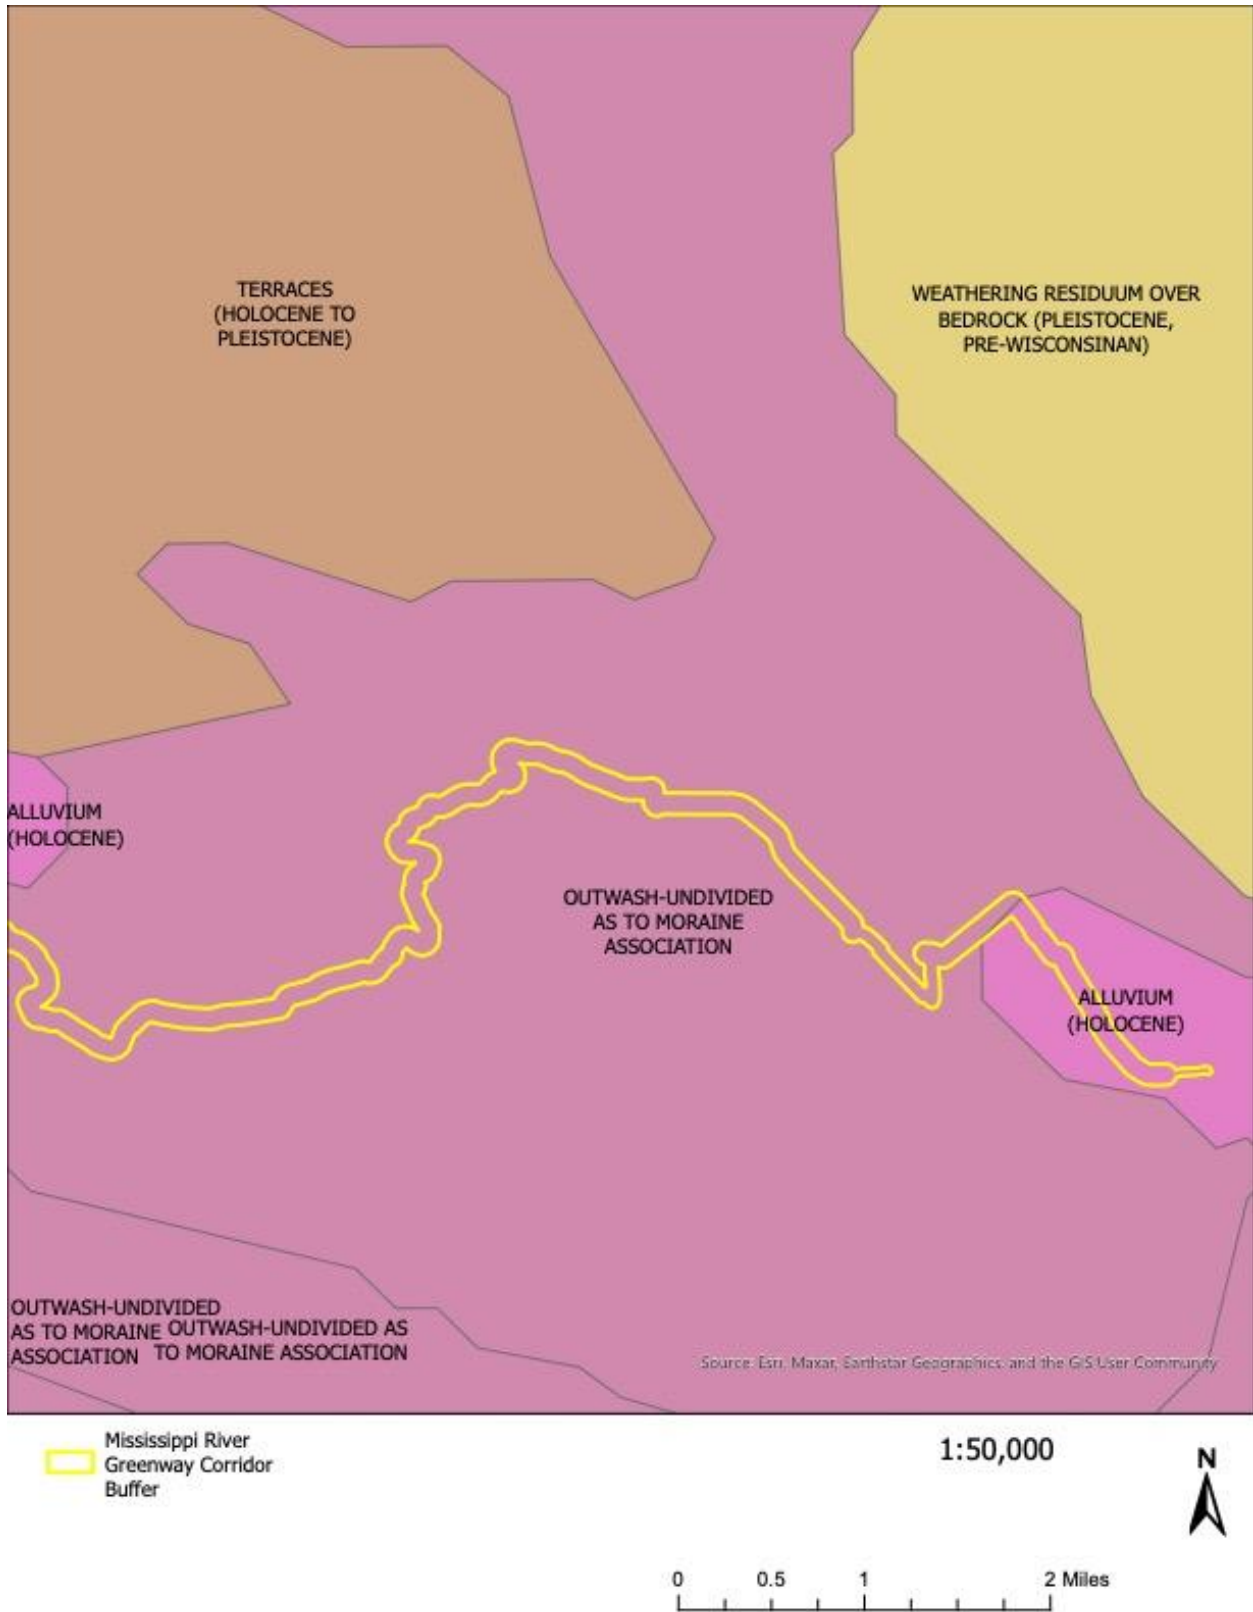 TERRACES
(HOLOCENE TO
PLEISTOCENE)
WEATHERING RESIDUUM OVER
BEDROCK (PLEISTOCENE,
PRE-WISCONSINAN)
ALLUVIUM
(HOLOCENE)
OUTWASH-UNDIVIDED
AS TO MORAINE
ASSOCIATION
ALLUVIUM
(HOLOCENE)
OUTWASH-UNDIVIDED
AS TO MORAINE
ASSOCIATION
OUTWASH-UNDIVIDED AS
TO MORAINE ASSOCIATION
Source: Esri, Maxar, Earthstar Geographics, and the GIS User Community
Mississippi River
Greenway Corridor
Buffer
1:50,000
N
0 0.5 1 2 Miles